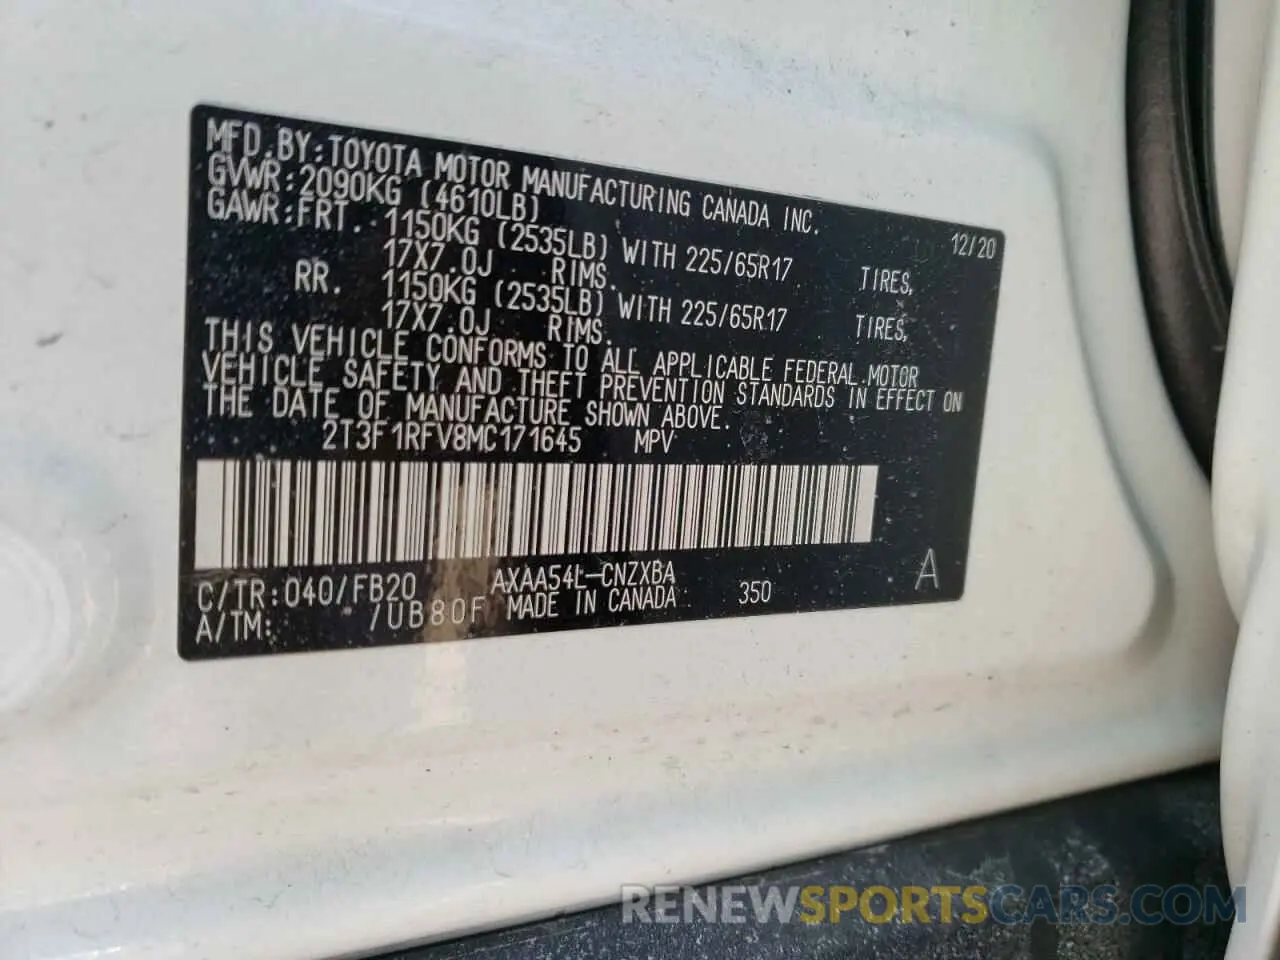 MFD.BY:TOYOTA MOTOR MANUFACTURING CANADA INC.
12/20
GVWR:2090KG (4610LB)
GAWR:FRT. 1150KG (2535LB) WITH 225/65R17 TIRES,
17X7.0J RIMS.
RR. 1150KG (2535LB) WITH 225/65R17 TIRES,
17X7.0J RIMS.
THIS VEHICLE CONFORMS TO ALL APPLICABLE FEDERAL MOTOR
VEHICLE SAFETY AND THEFT PREVENTION STANDARDS IN EFFECT ON
THE DATE OF MANUFACTURE SHOWN ABOVE.
2T3F1RFV8MC171645 MPV
C/TR:040/FB20 AXAA54L-CNZXBA 350 A
A/TM: /UB80F MADE IN CANADA
RENEWSPORTSCARS.COM